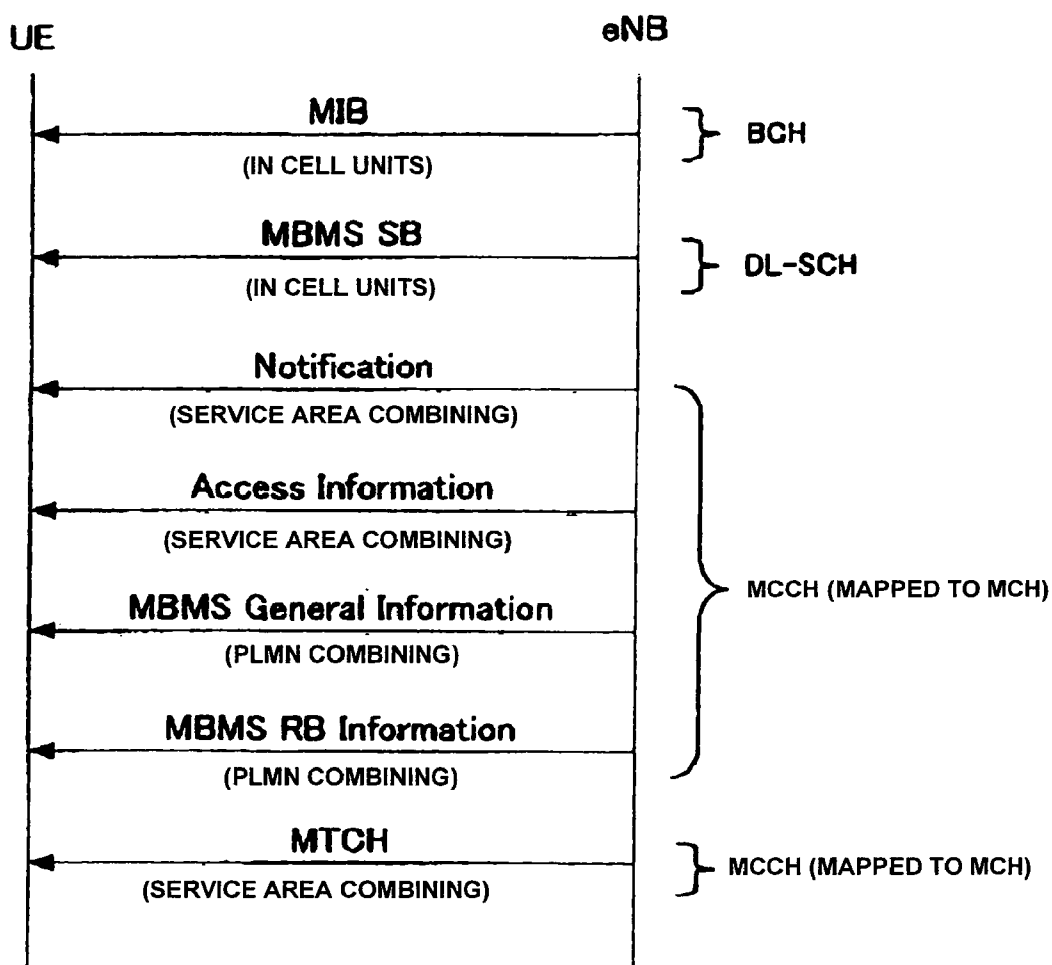 UE
eNB
MIB
(IN CELL UNITS)
BCH
MBMS SB
(IN CELL UNITS)
DL-SCH
Notification
(SERVICE AREA COMBINING)
Access Information
(SERVICE AREA COMBINING)
MBMS General Information
(PLMN COMBINING)
MCCH (MAPPED TO MCH)
MBMS RB Information
(PLMN COMBINING)
MTCH
(SERVICE AREA COMBINING)
MCCH (MAPPED TO MCH)